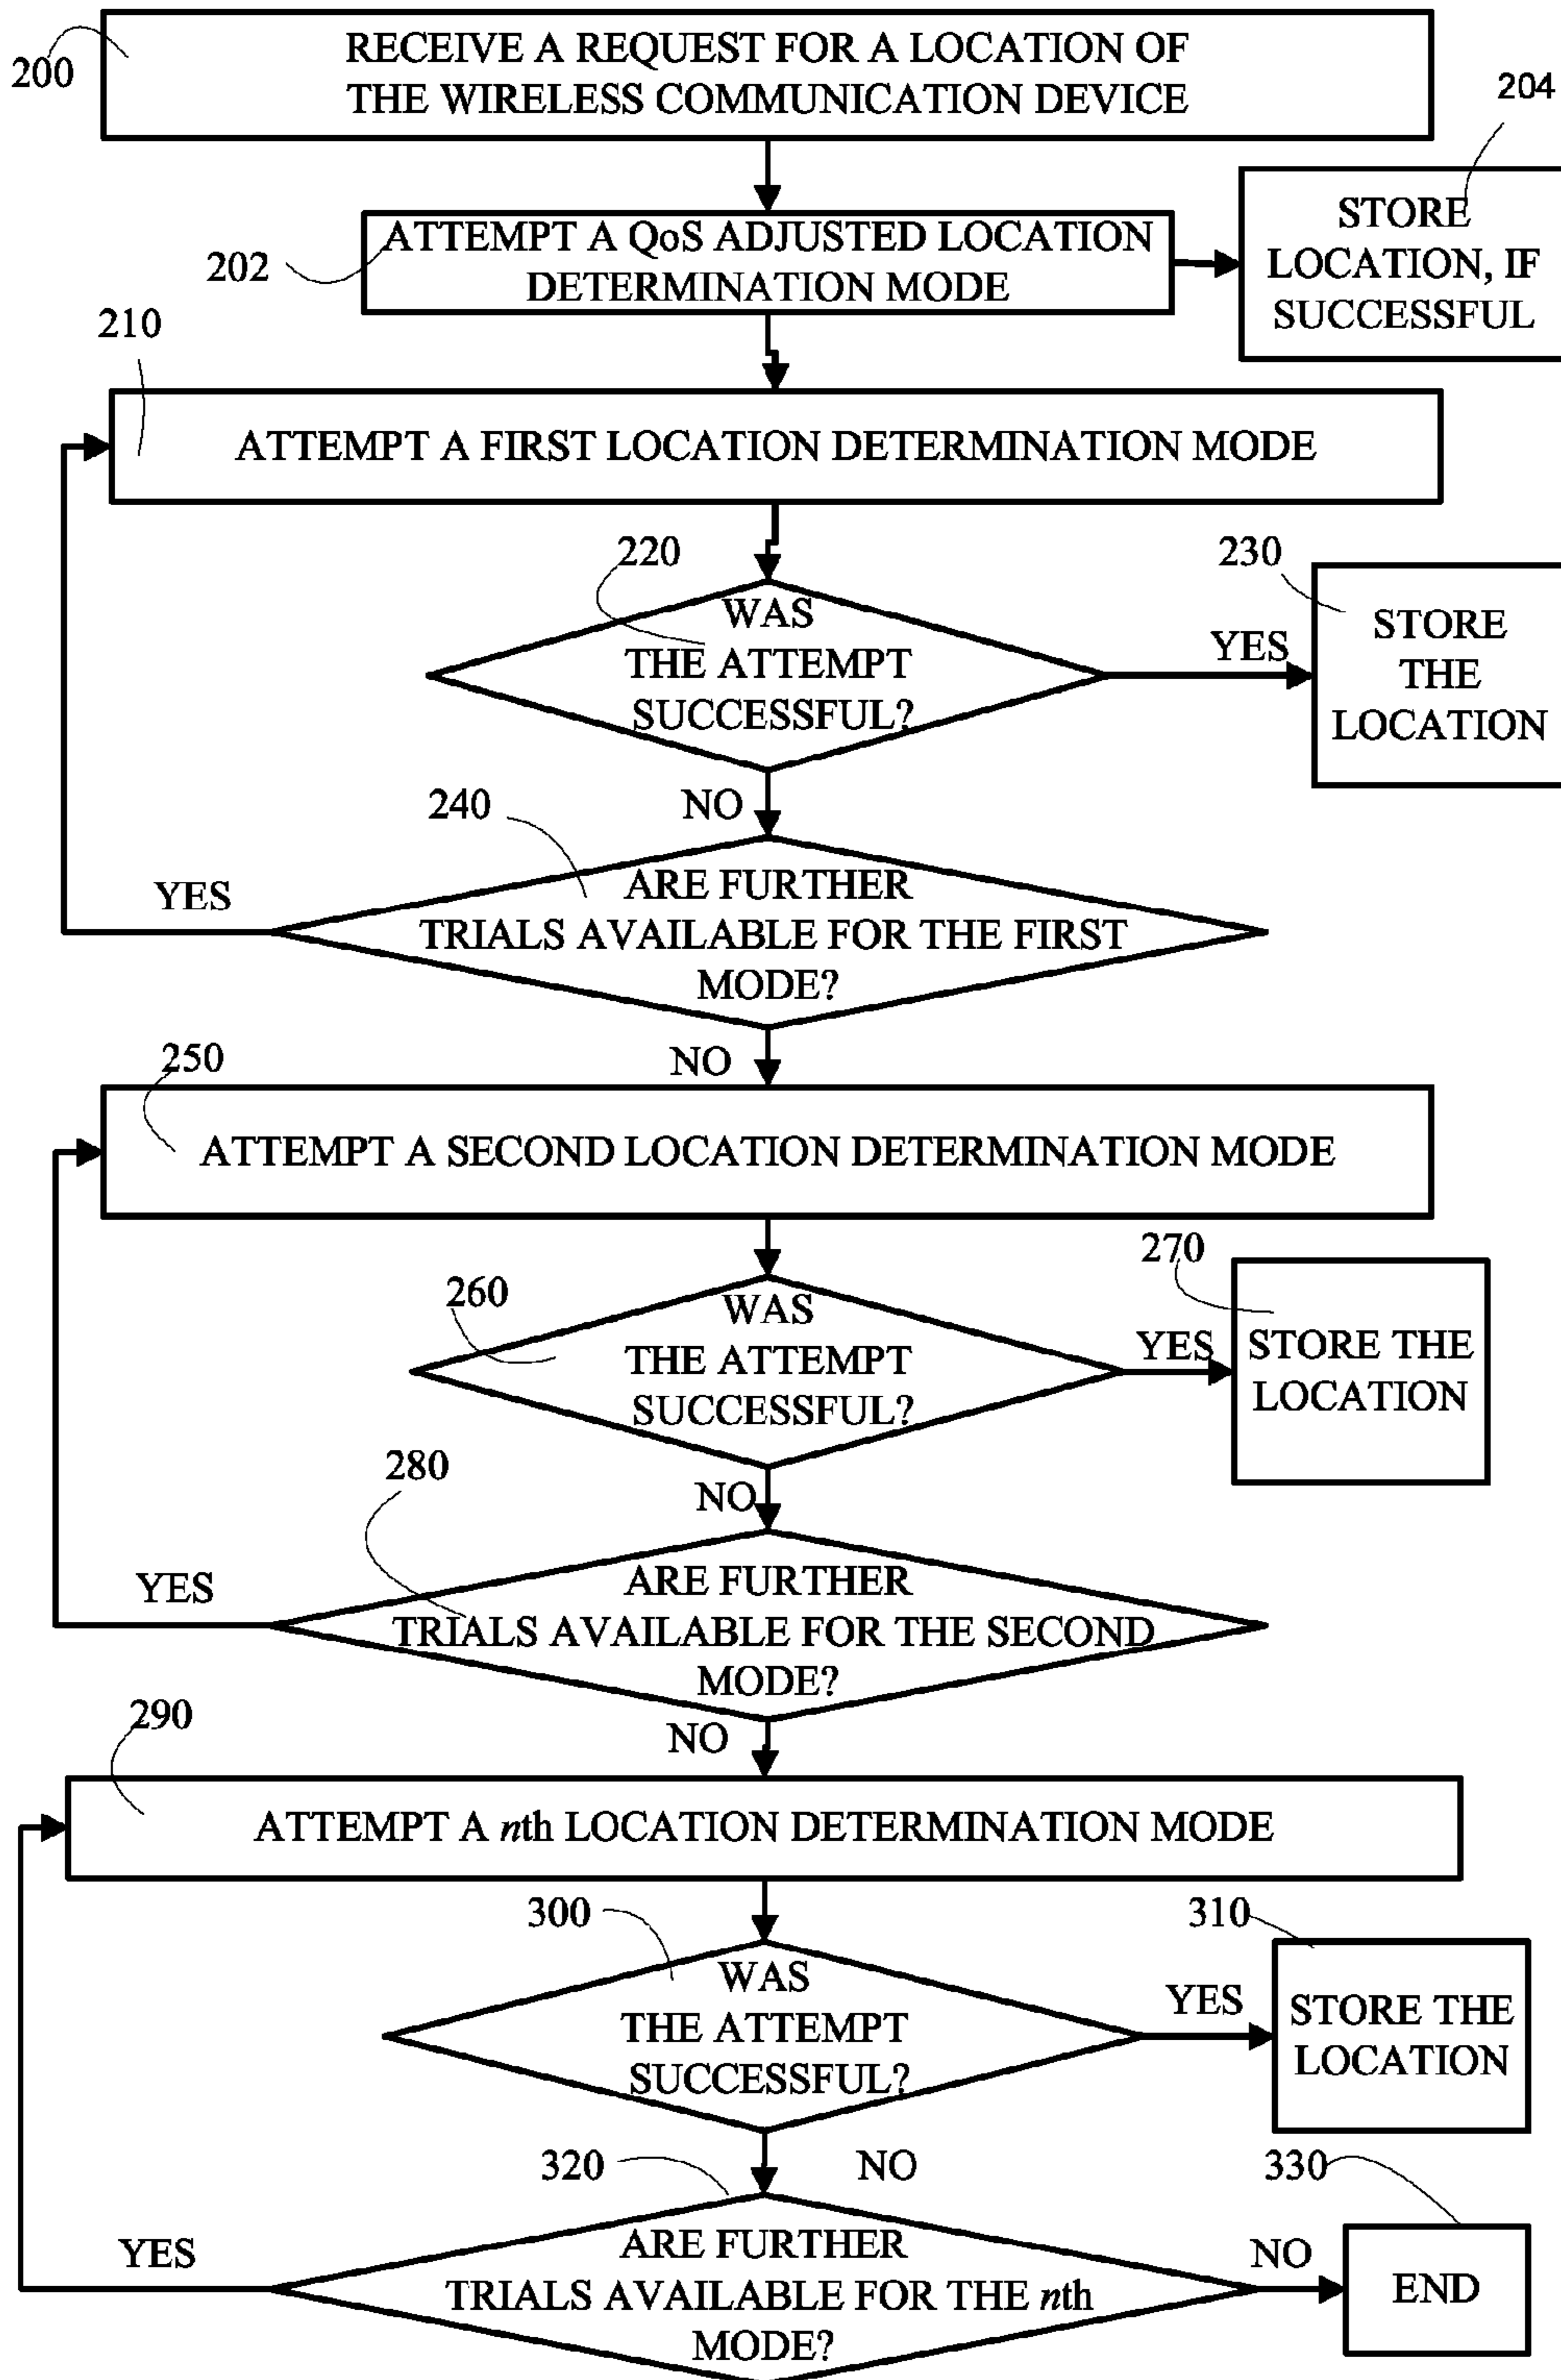 200
RECEIVE A REQUEST FOR A LOCATION OF
THE WIRELESS COMMUNICATION DEVICE
204
202
ATTEMPT A QoS ADJUSTED LOCATION
DETERMINATION MODE
STORE
LOCATION, IF
SUCCESSFUL
210
ATTEMPT A FIRST LOCATION DETERMINATION MODE
220
WAS
THE ATTEMPT
SUCCESSFUL?
YES
230
STORE
THE
LOCATION
NO
240
ARE FURTHER
TRIALS AVAILABLE FOR THE FIRST
MODE?
YES
NO
250
ATTEMPT A SECOND LOCATION DETERMINATION MODE
260
WAS
THE ATTEMPT
SUCCESSFUL?
YES
270
STORE THE
LOCATION
NO
280
ARE FURTHER
TRIALS AVAILABLE FOR THE SECOND
MODE?
YES
NO
290
ATTEMPT A nth LOCATION DETERMINATION MODE
300
WAS
THE ATTEMPT
SUCCESSFUL?
YES
310
STORE THE
LOCATION
NO
320
ARE FURTHER
TRIALS AVAILABLE FOR THE nth
MODE?
YES
NO
330
END